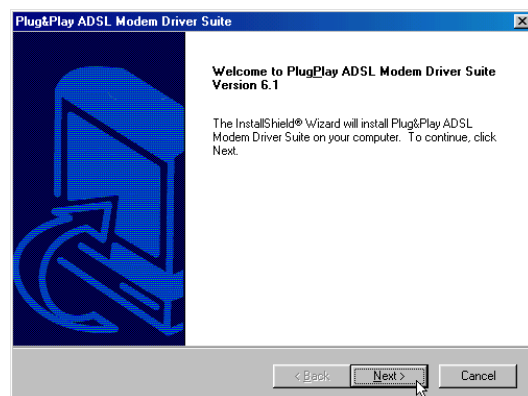 Plug&Play ADSL Modem Driver Suite
Welcome to PlugPlay ADSL Modem Driver Suite
Version 6.1
The InstallShield® Wizard will install Plug&Play ADSL
Modem Driver Suite on your computer. To continue, click
Next.
< Back
Next >
Cancel